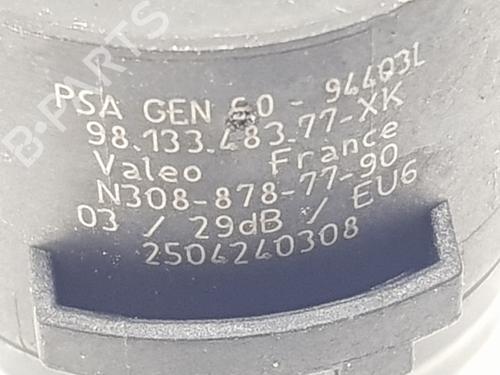 PSA GEN 6.0 - 94403L
98.133.483.77-XK
Valeo France
N308-878-77-90
03 / 29dB / EU6
2504240308
B-PARTS